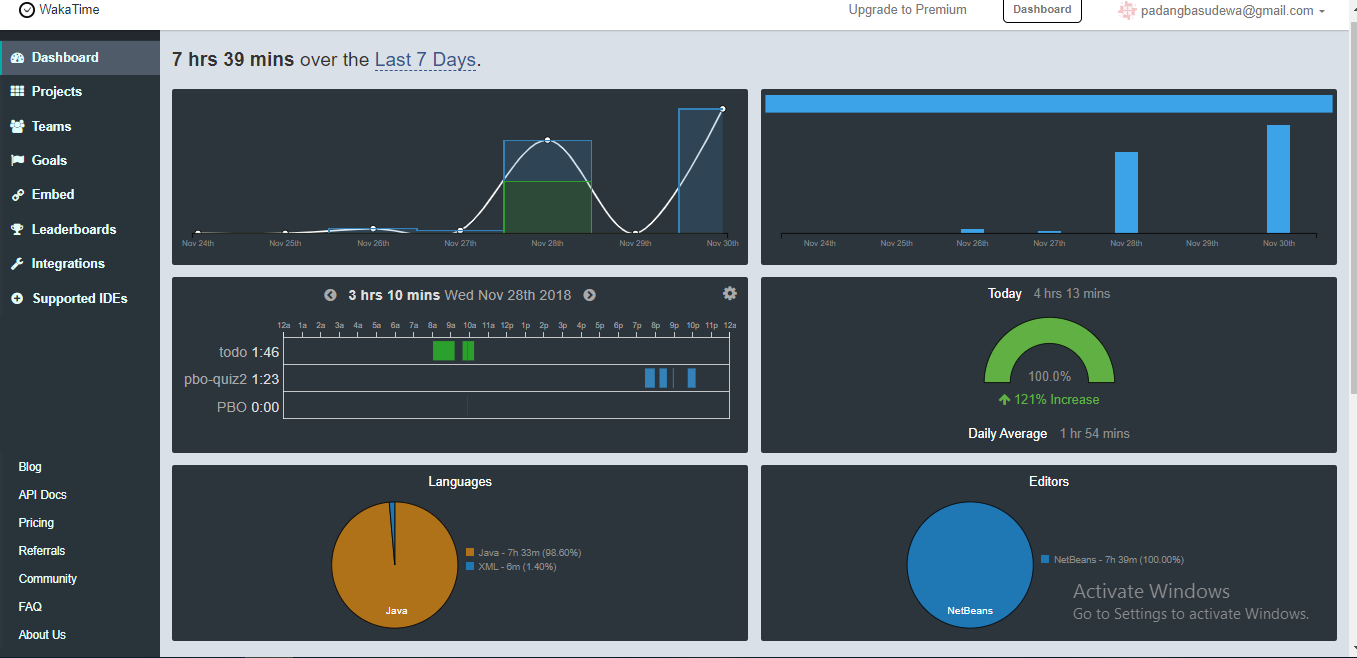 WakaTime
Upgrade to Premium
Dashboard
padangbasudewa@gmail.com
Dashboard
Projects
Teams
Goals
Embed
Leaderboards
Integrations
Supported IDEs
Blog
API Docs
Pricing
Referrals
Community
FAQ
About Us
7 hrs 39 mins over the Last 7 Days.
Nov 24th Nov 25th Nov 26th Nov 27th Nov 28th Nov 29th Nov 30th
Nov 24th Nov 25th Nov 26th Nov 27th Nov 28th Nov 29th Nov 30th
3 hrs 10 mins Wed Nov 28th 2018
12a 1a 2a 3a 4a 5a 6a 7a 8a 9a 10a 11a 12p 1p 2p 3p 4p 5p 6p 7p 8p 9p 10p 11p 12a
todo 1:46
pbo-quiz2 1:23
PBO 0:00
Today 4 hrs 13 mins
100.0%
121% Increase
Daily Average 1 hr 54 mins
Languages
Java - 7h 33m (98.60%)
XML - 6m (1.40%)
Java
Editors
NetBeans - 7h 39m (100.00%)
NetBeans
Activate Windows
Go to Settings to activate Windows.